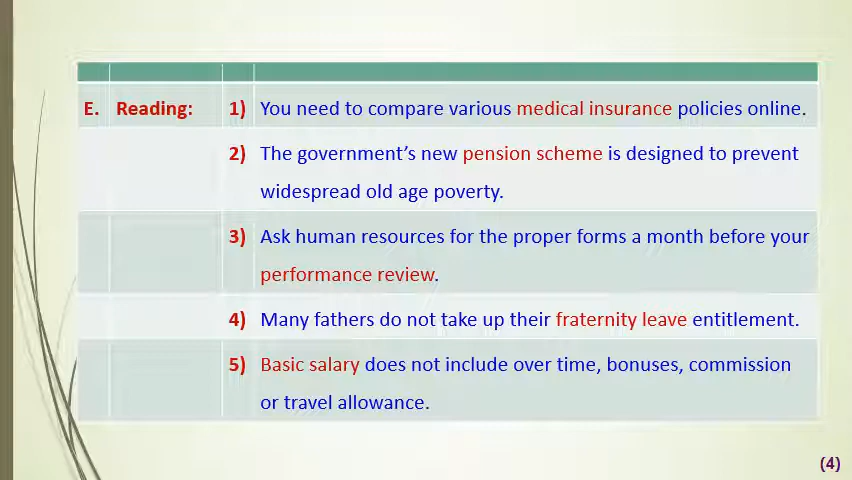 E. Reading: 1) You need to compare various medical insurance policies online.
2) The government's new pension scheme is designed to prevent
widespread old age poverty.
3) Ask human resources for the proper forms a month before your
performance review.
4) Many fathers do not take up their fraternity leave entitlement.
5) Basic salary does not include over time, bonuses, commission
or travel allowance.
(4)